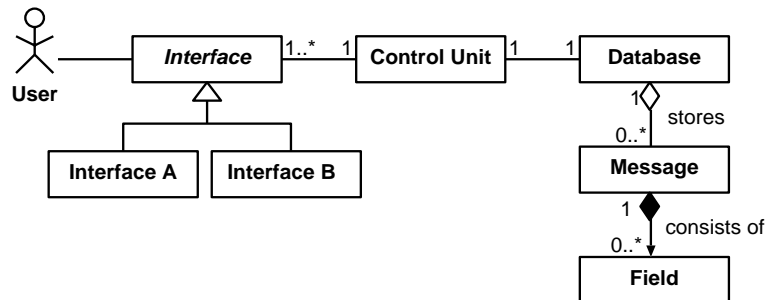 User
Interface
1..*
1
Control Unit
1
1
Database
1
stores
0..*
Interface A
Interface B
Message
1
consists of
0..*
Field